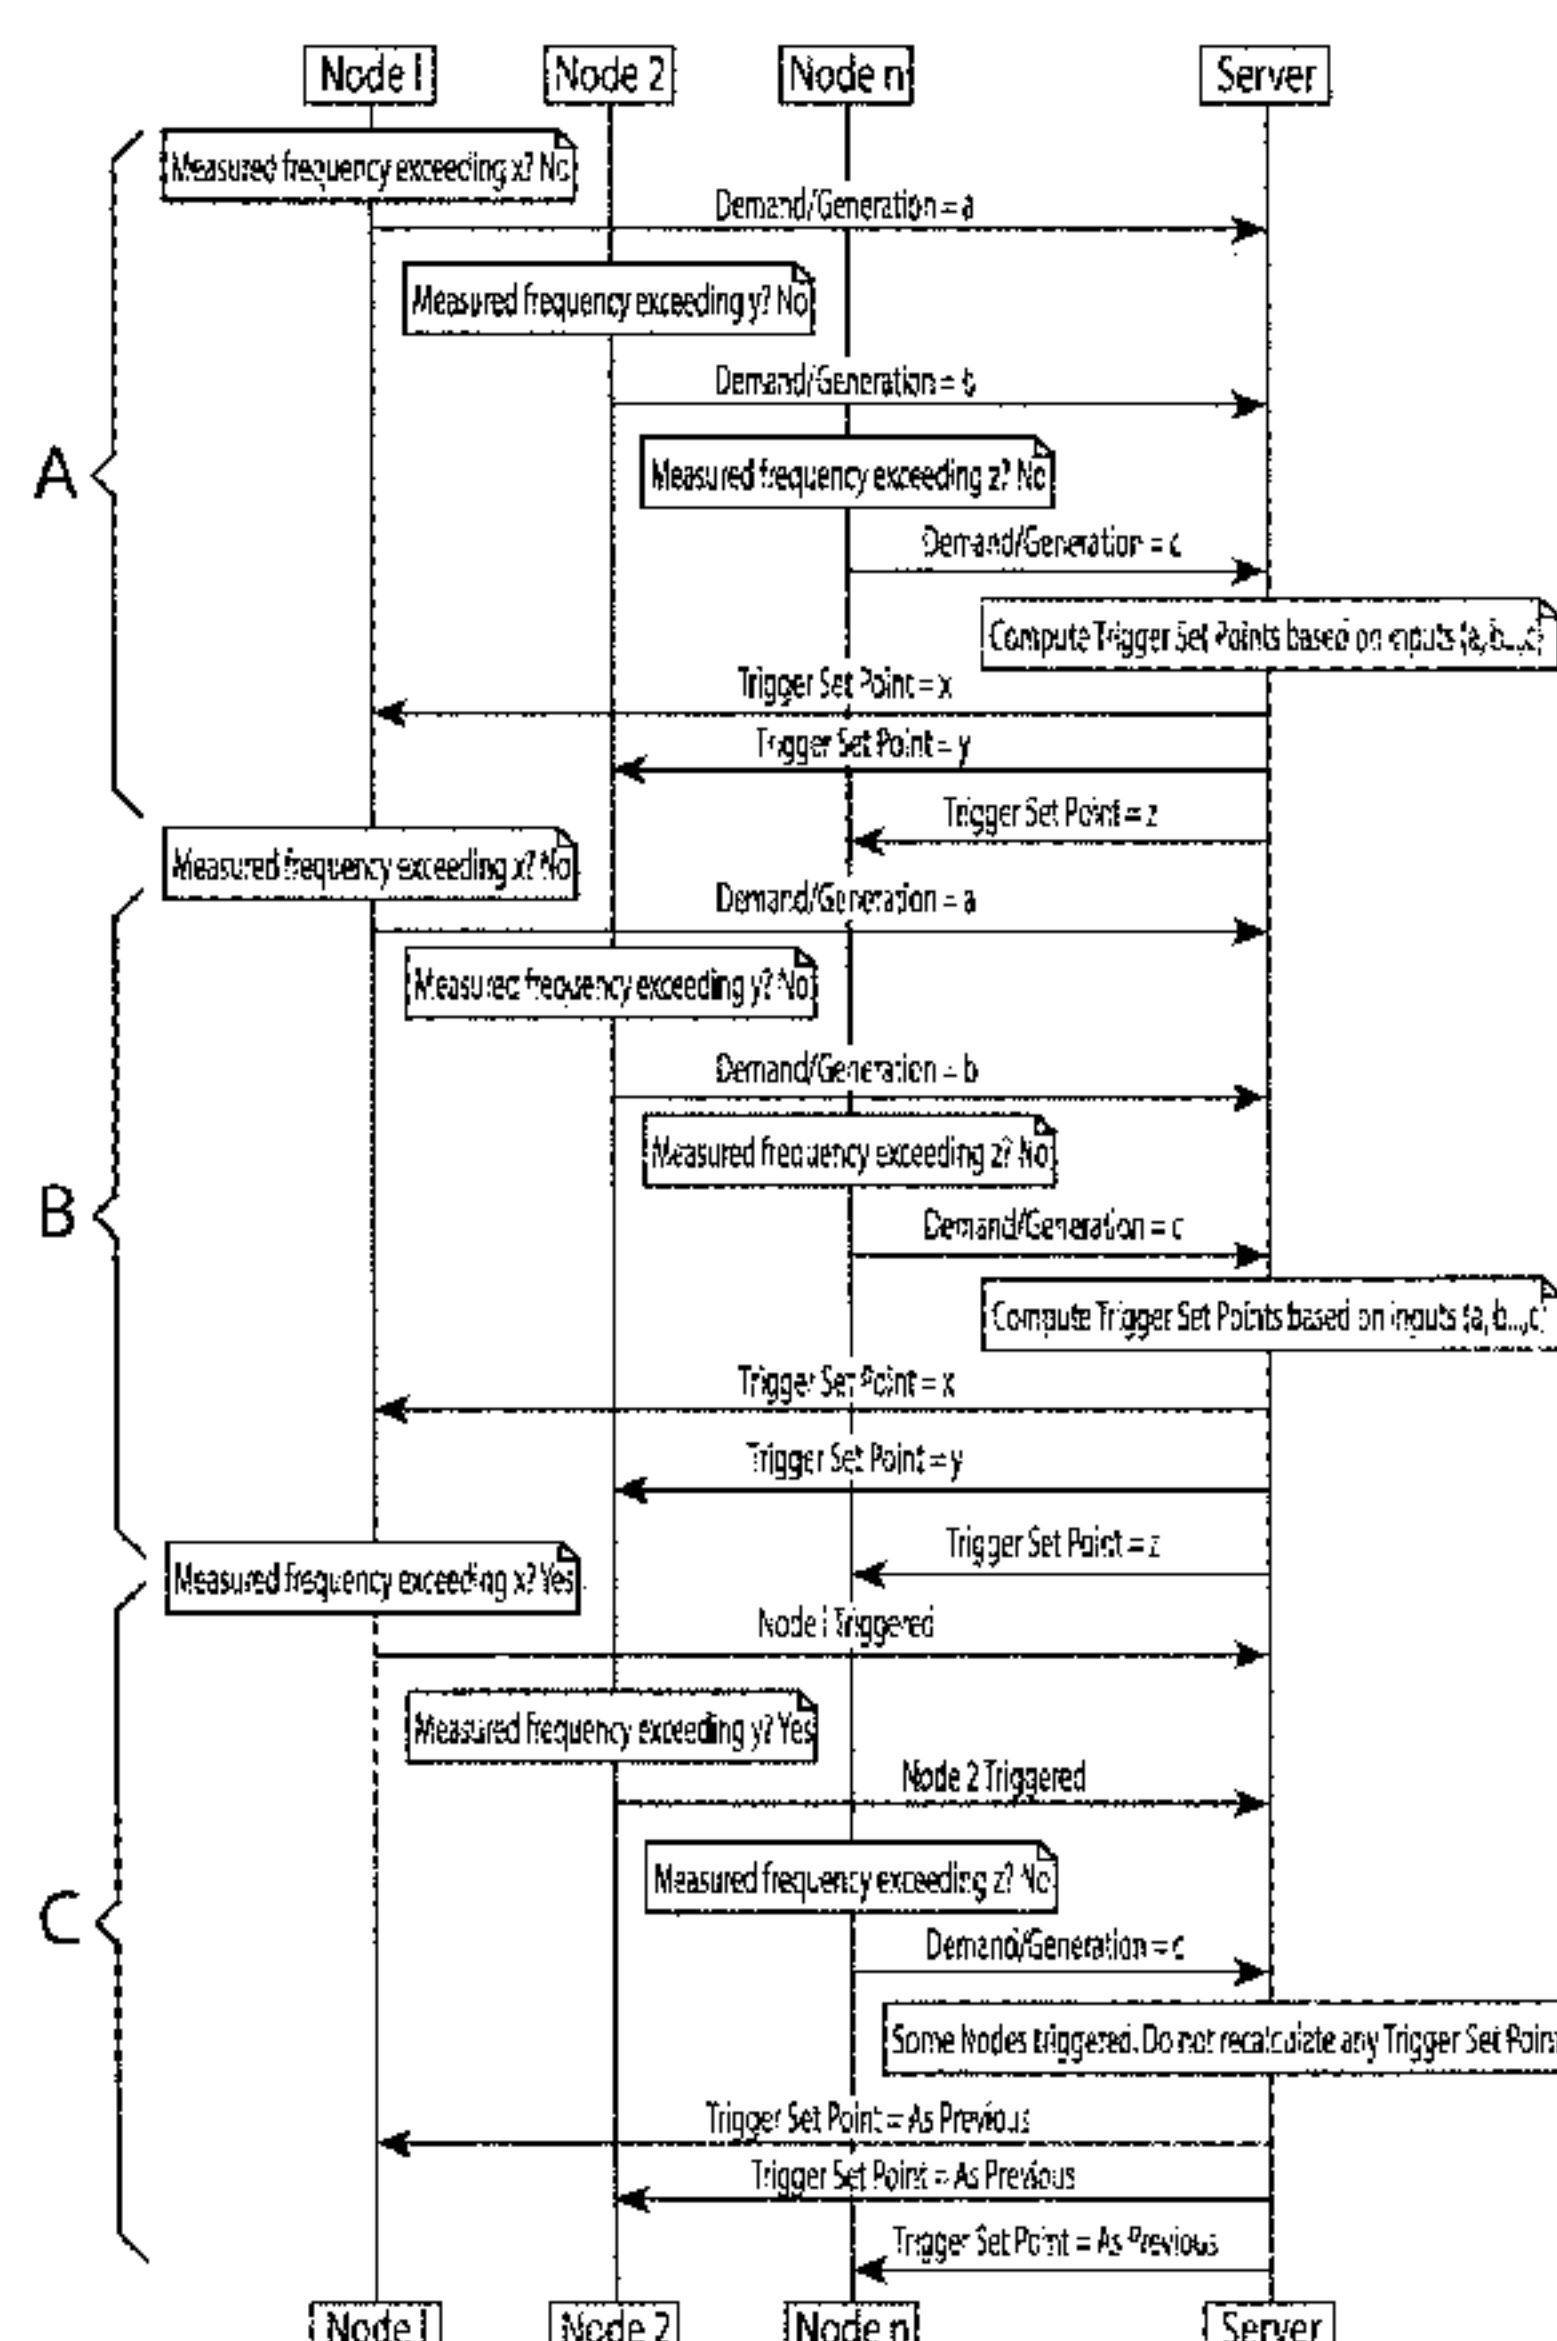 Node 1 Node 2 Node n Server
Measured frequency exceeding x? No
Demand/Generation = a
Measured frequency exceeding y? No
Demand/Generation = b
A
Measured frequency exceeding z? No
Demand/Generation = c
Compute Trigger Set Points based on inputs (a, b...,c)
Trigger Set Point = x
Trigger Set Point = y
Trigger Set Point = z
Measured frequency exceeding x? No
Demand/Generation = a
Measured frequency exceeding y? No
Demand/Generation = b
Measured frequency exceeding z? No
B
Demand/Generation = c
Compute Trigger Set Points based on inputs (a, b...,c)
Trigger Set Point = x
Trigger Set Point = y
Trigger Set Point = z
Measured frequency exceeding x? Yes
Node 1 Triggered
Measured frequency exceeding y? Yes
Node 2 Triggered
Measured frequency exceeding z? No
C
Demand/Generation = c
Some Nodes triggered. Do not recalculate any Trigger Set Point
Trigger Set Point = As Previous
Trigger Set Point = As Previous
Trigger Set Point = As Previous
Node 1 Node 2 Node n Server